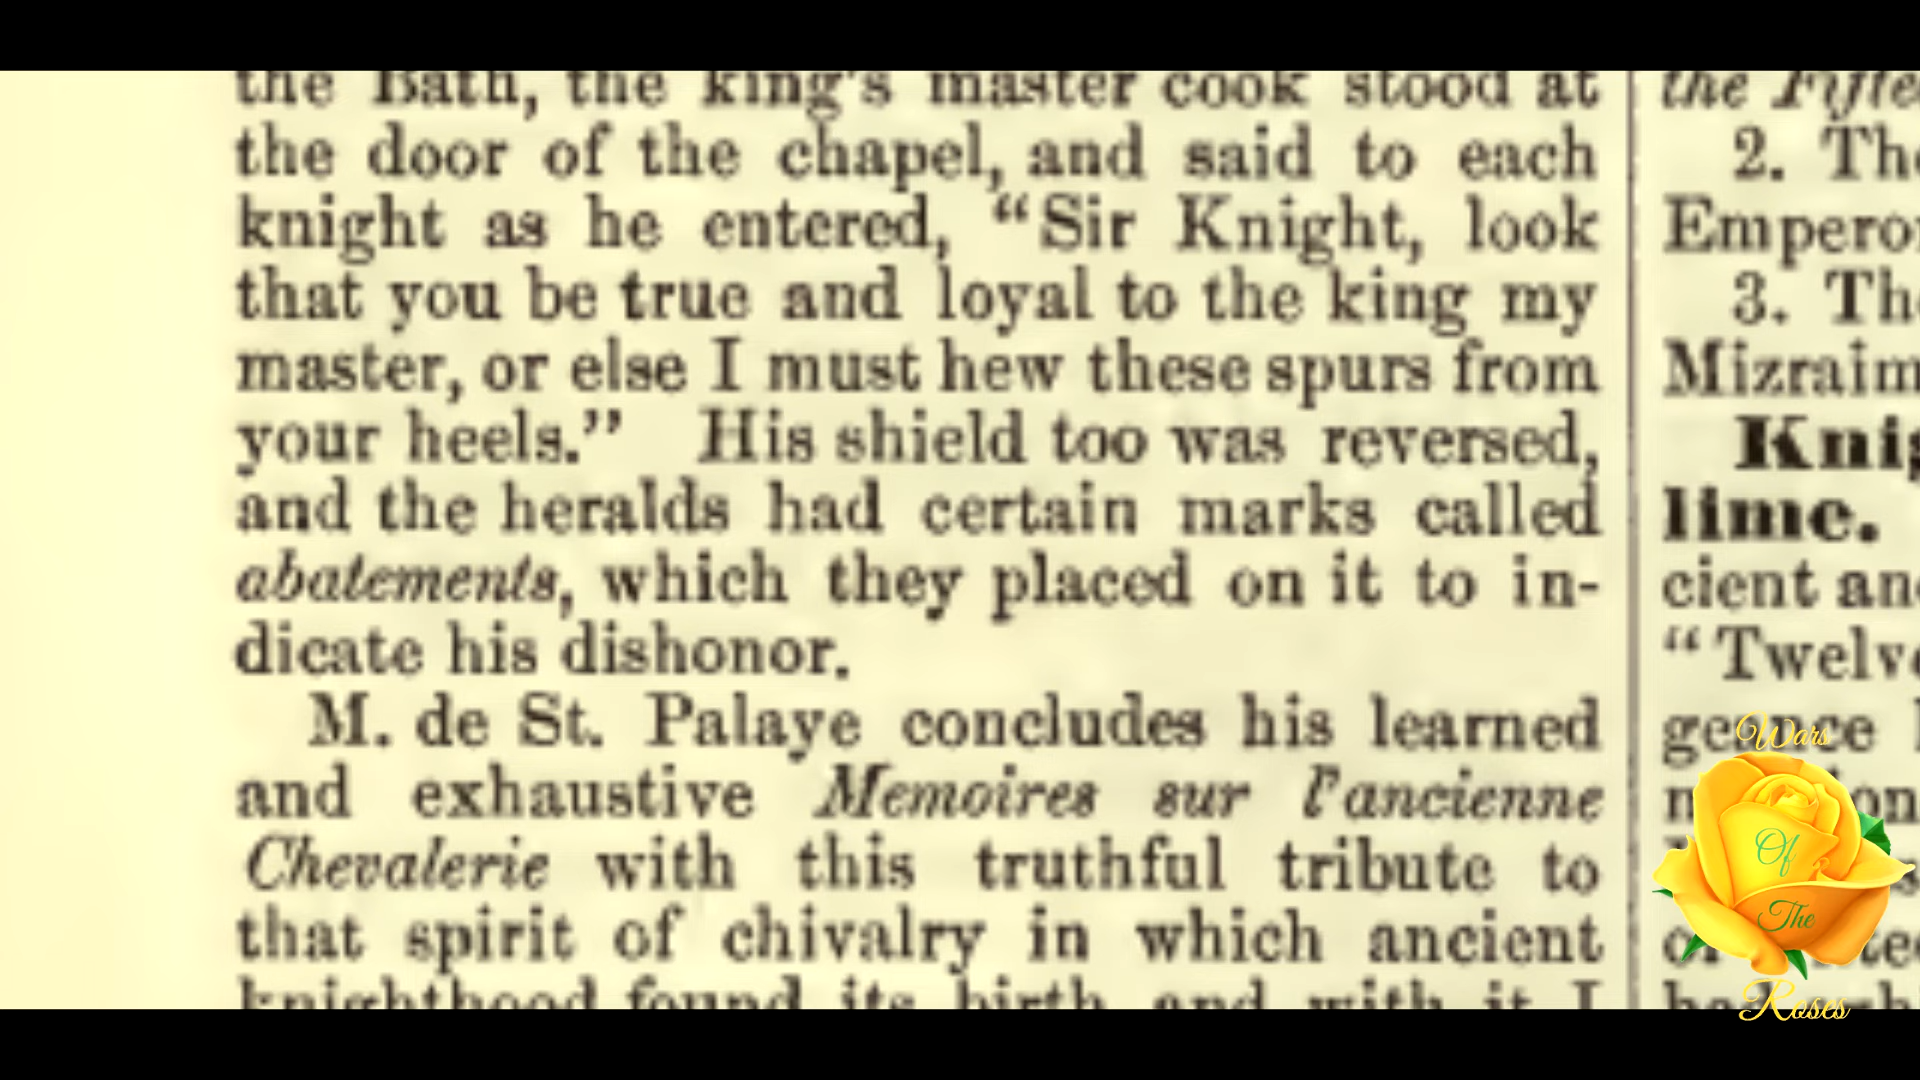 the Bath, the king's master cook stood at
the door of the chapel, and said to each
knight as he entered, “Sir Knight, look
that you be true and loyal to the king my
master, or else I must hew these spurs from
your heels.” His shield too was reversed,
and the heralds had certain marks called
abatements, which they placed on it to in-
dicate his dishonor.
M. de St. Palaye concludes his learned
and exhaustive Memoires sur l'ancienne
Chevalerie with this truthful tribute to
that spirit of chivalry in which ancient
knighthood found its birth and with it I
the Fifte
2. The
Empero
3. The
Mizraim
Knig
lime.
cient an
“Twelve
Wars
Of
The
Roses